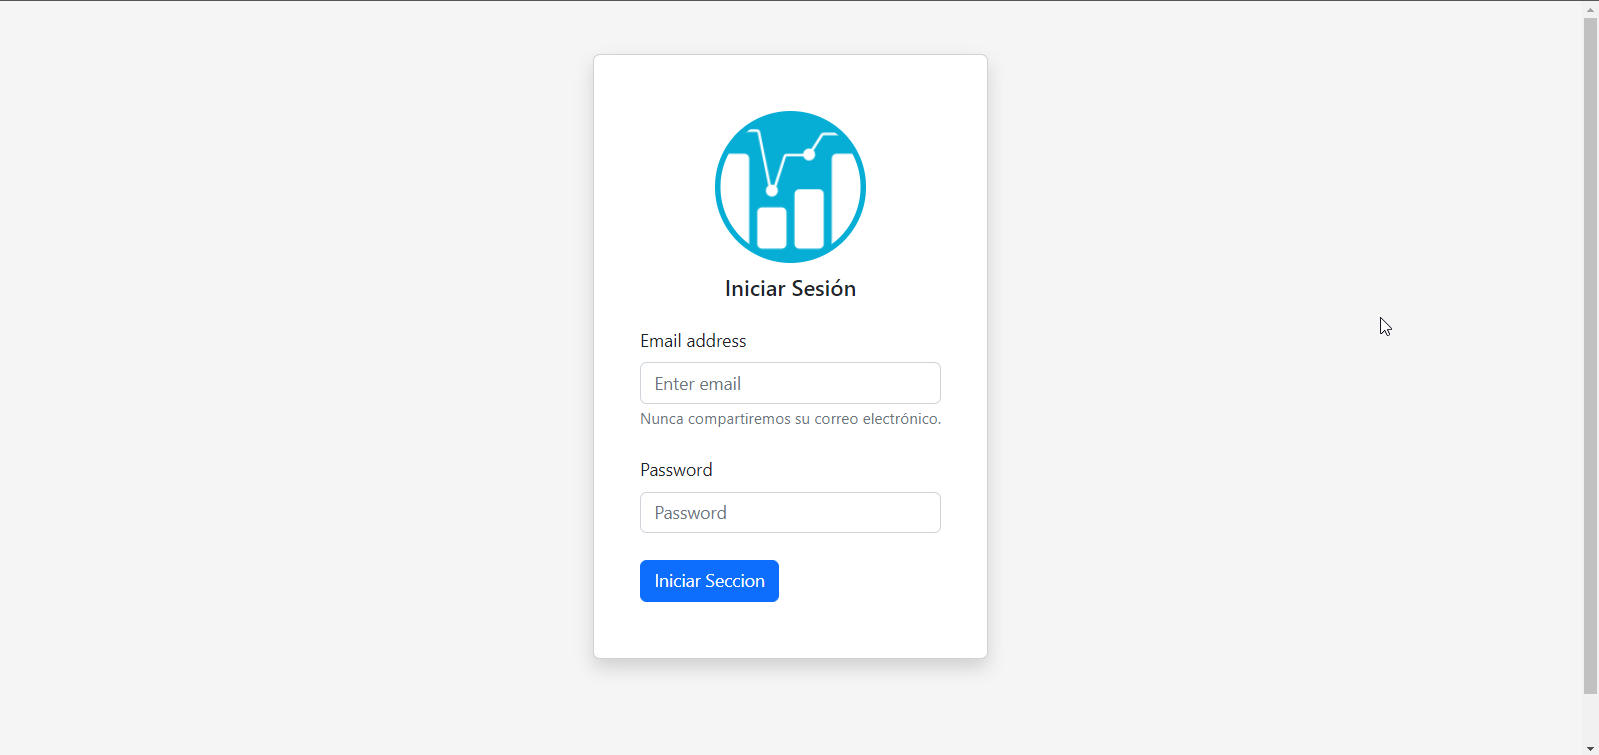 Iniciar Sesión
Email address
Enter email
Nunca compartiremos su correo electrónico.
Password
Password
Iniciar Seccion